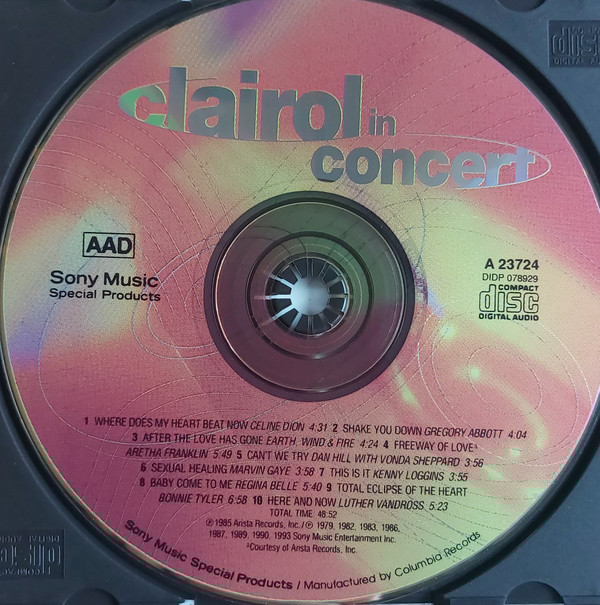 clairol in
concert
AAD
Sony Music
Special Products
A 23724
DIDP 078929
COMPACT
disc
DIGITAL AUDIO
1 WHERE DOES MY HEART BEAT NOW CELINE DION 4:31 2 SHAKE YOU DOWN GREGORY ABBOTT 4:04
3 AFTER THE LOVE HAS GONE EARTH, WIND & FIRE 4:24 4 FREEWAY OF LOVE¹
ARETHA FRANKLIN 5:49 5 CAN'T WE TRY DAN HILL WITH VONDA SHEPPARD 3:56
6 SEXUAL HEALING MARVIN GAYE 3:58 7 THIS IS IT KENNY LOGGINS 3:55
8 BABY COME TO ME REGINA BELLE 5:40 9 TOTAL ECLIPSE OF THE HEART
BONNIE TYLER 6:58 10 HERE AND NOW LUTHER VANDROSS 5:23
TOTAL TIME: 48:52
℗ 1985 Arista Records, Inc./℗ 1979, 1982, 1983, 1986,
1987, 1989, 1990, 1993 Sony Music Entertainment Inc.
¹Courtesy of Arista Records, Inc.
Sony Music Special Products / Manufactured by Columbia Records
disc
DIGITAL AU